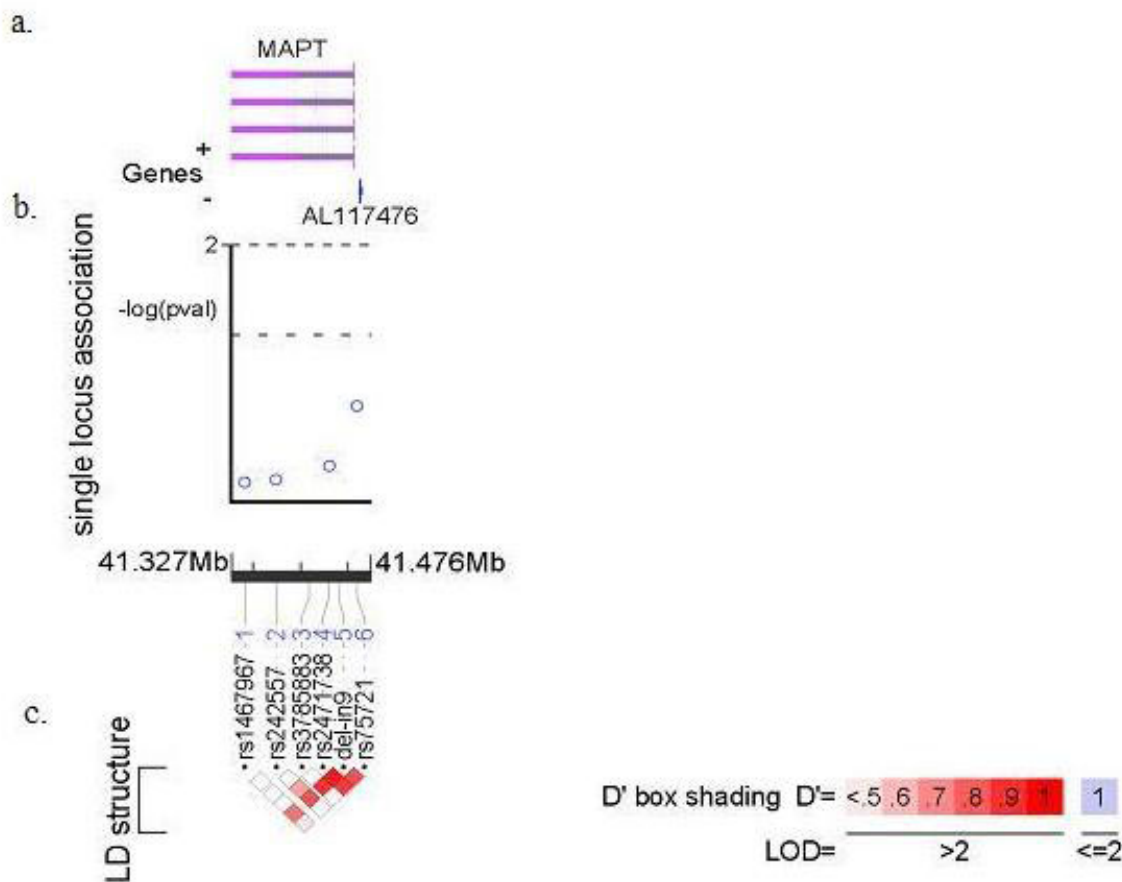 a.
MAPT
+
Genes
-
b.
AL117476
single locus association
2
-log(pval)
41.327Mb
41.476Mb
1
2
3
4
5
6
rs1467967
rs242557
rs3785883
rs2471738
del-in9
rs75721
c.
LD structure
D' box shading D'= <.5 .6 .7 .8 .9 1 1
LOD= >2 <=2